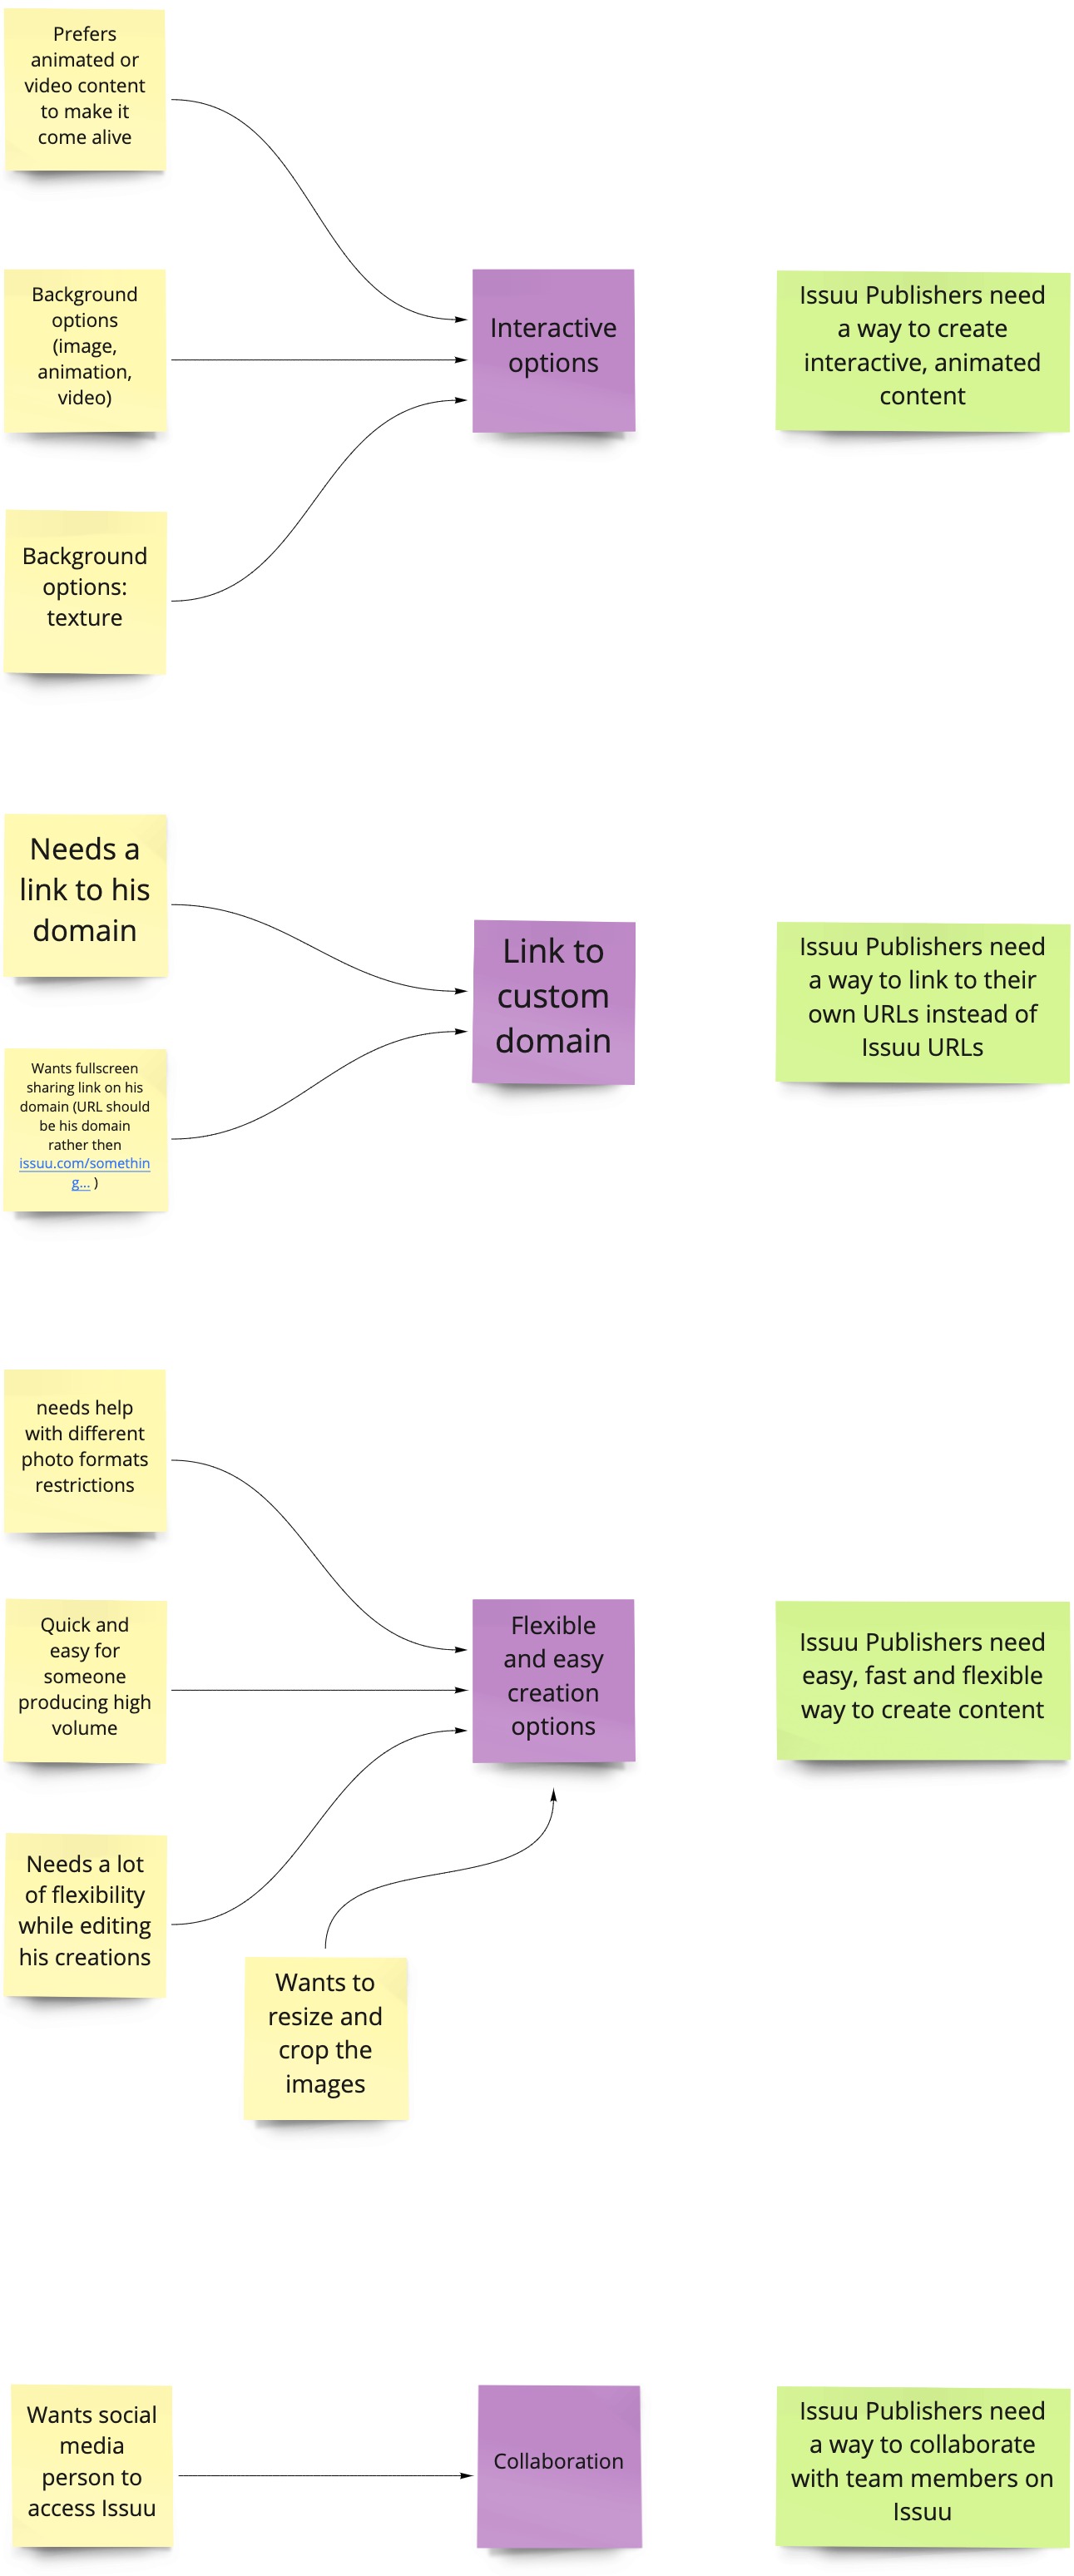 Prefers
animated or
video content
to make it
come alive
Background
options
(image,
animation,
video)
Background
options:
texture
Interactive
options
Issuu Publishers need
a way to create
interactive, animated
content
Needs a
link to his
domain
Wants fullscreen
sharing link on his
domain (URL should
be his domain
rather then
issuu.com/somethin
g... )
Link to
custom
domain
Issuu Publishers need
a way to link to their
own URLs instead of
Issuu URLs
needs help
with different
photo formats
restrictions
Quick and
easy for
someone
producing high
volume
Needs a lot
of flexibility
while editing
his creations
Wants to
resize and
crop the
images
Flexible
and easy
creation
options
Issuu Publishers need
easy, fast and flexible
way to create content
Wants social
media
person to
access Issuu
Collaboration
Issuu Publishers need
a way to collaborate
with team members on
Issuu